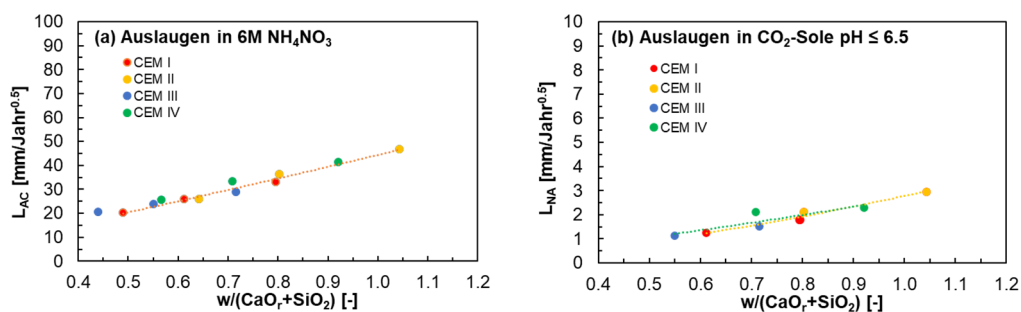 (a) Auslaugen in 6M NH₄NO₃
CEM I
CEM II
CEM III
CEM IV
L_AC [mm/Jahr^0.5]
100
90
80
70
60
50
40
30
20
10
0
0.4 0.5 0.6 0.7 0.8 0.9 1.0 1.1 1.2
w/(CaOᵣ+SiO₂) [-]
(b) Auslaugen in CO₂-Sole pH ≤ 6.5
CEM I
CEM II
CEM III
CEM IV
L_NA [mm/Jahr^0.5]
10
9
8
7
6
5
4
3
2
1
0
0.4 0.5 0.6 0.7 0.8 0.9 1.0 1.1 1.2
w/(CaOᵣ+SiO₂) [-]